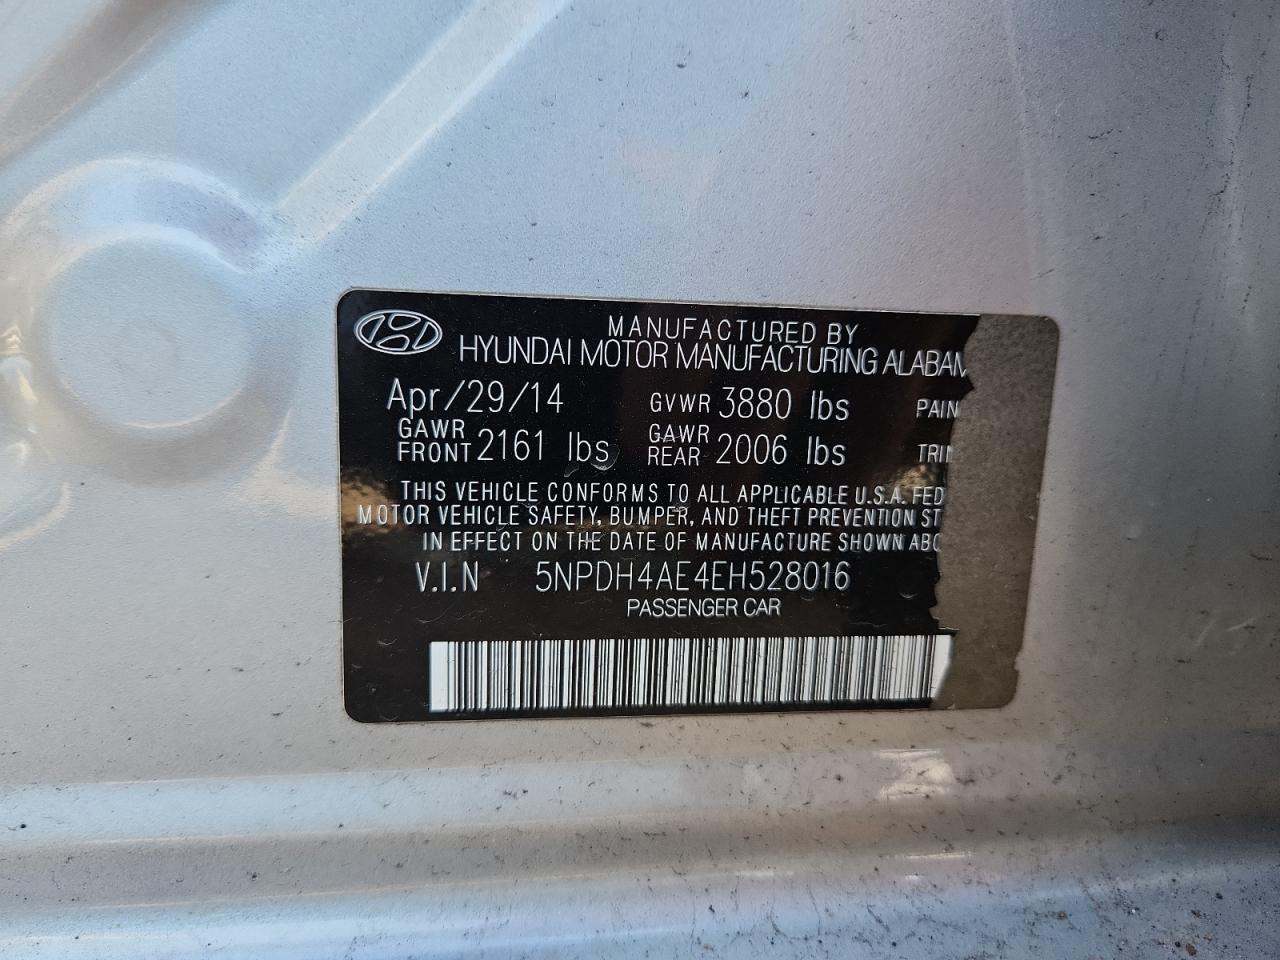 MANUFACTURED BY
HYUNDAI MOTOR MANUFACTURING ALABAM
Apr/29/14 GVWR 3880 lbs PAIN
GAWR FRONT 2161 lbs GAWR REAR 2006 lbs TRI
THIS VEHICLE CONFORMS TO ALL APPLICABLE U.S.A. FED
MOTOR VEHICLE SAFETY, BUMPER, AND THEFT PREVENTION ST
IN EFFECT ON THE DATE OF MANUFACTURE SHOWN ABO
V.I.N 5NPDH4AE4EH528016
PASSENGER CAR